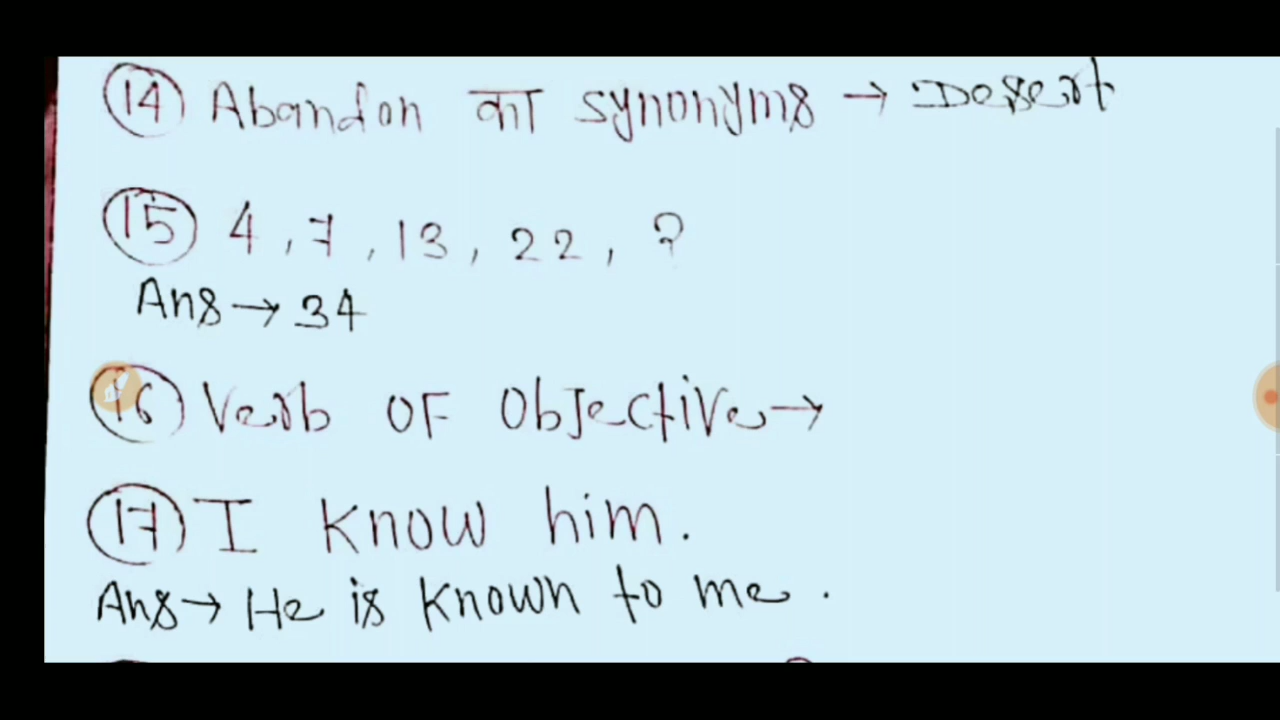 14 Abandon का synonyms → Desert
15 4, 7, 13, 22, ?
Ans → 34
16 Verb OF Objective →
17 I know him.
Ans → He is known to me.